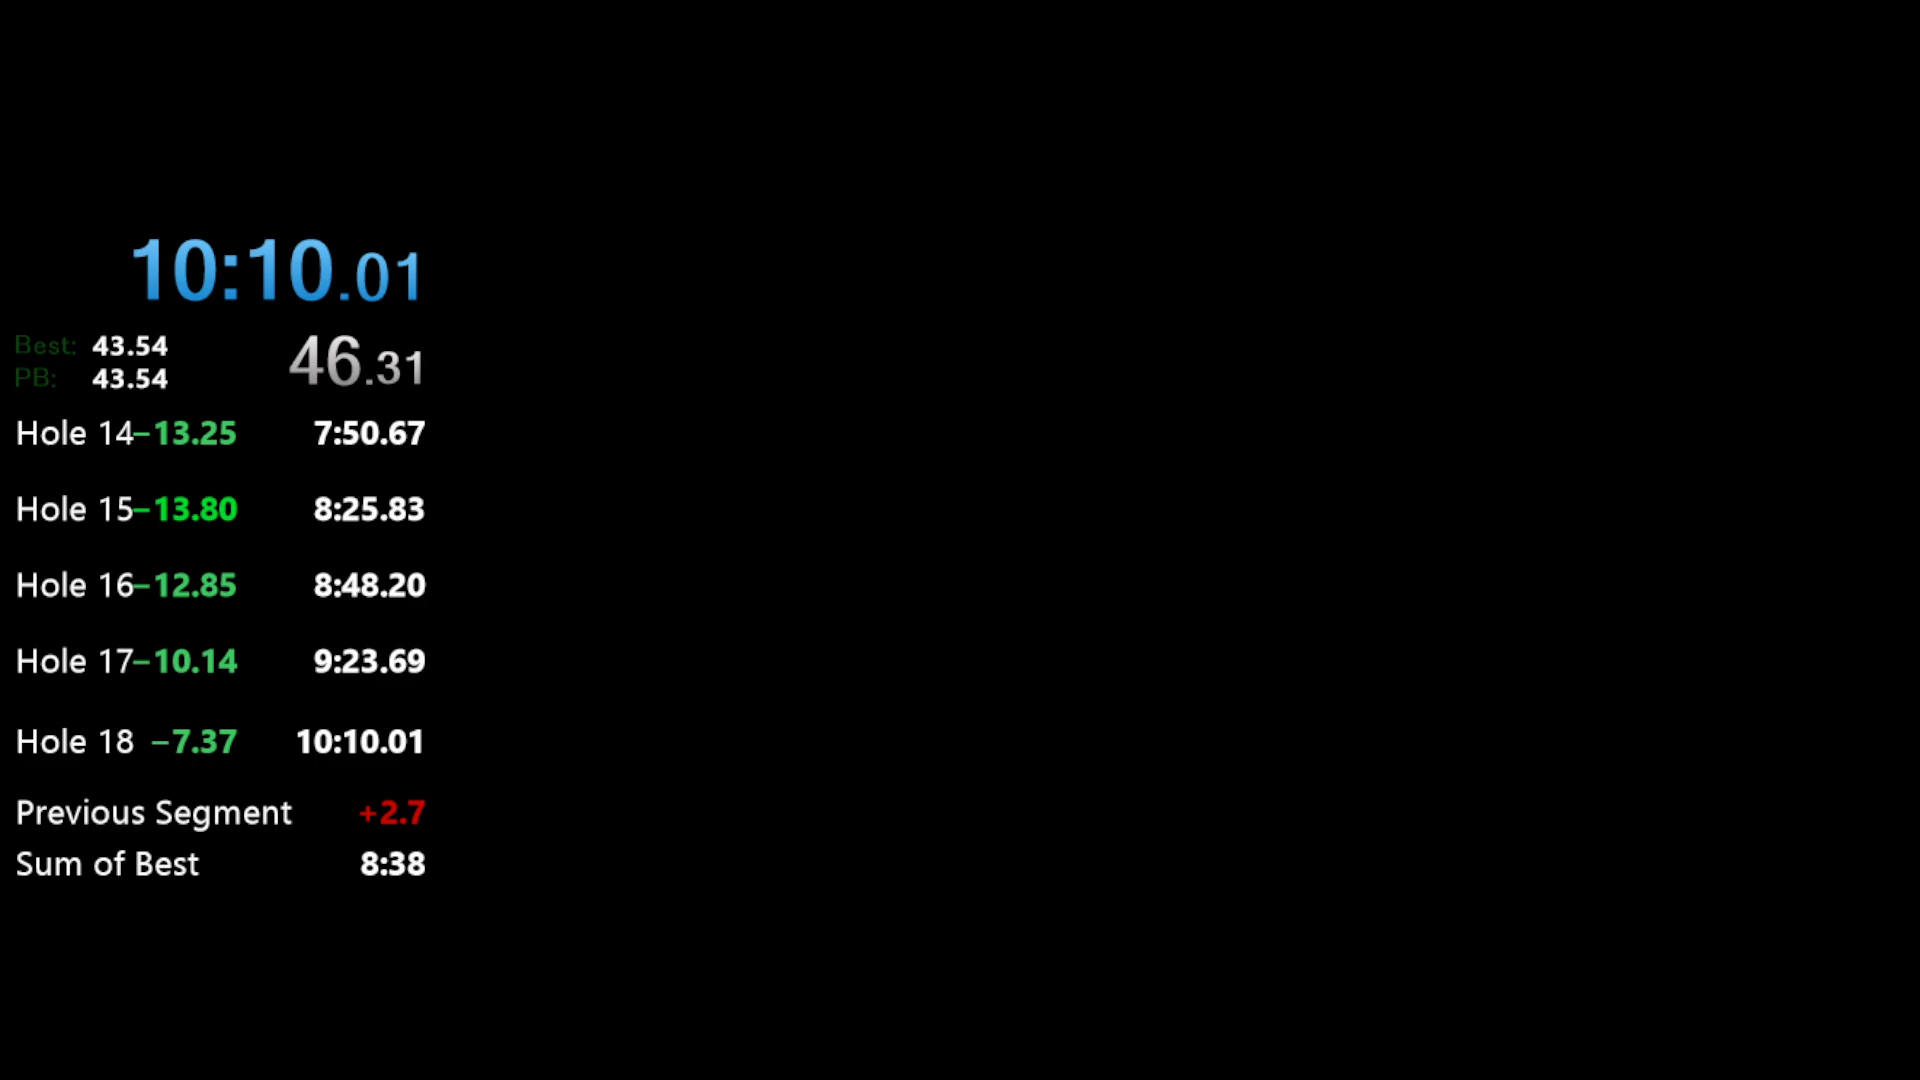 10:10.01
Best: 43.54 46.31
PB: 43.54
Hole 14 −13.25 7:50.67
Hole 15 −13.80 8:25.83
Hole 16 −12.85 8:48.20
Hole 17 −10.14 9:23.69
Hole 18 −7.37 10:10.01
Previous Segment +2.7
Sum of Best 8:38